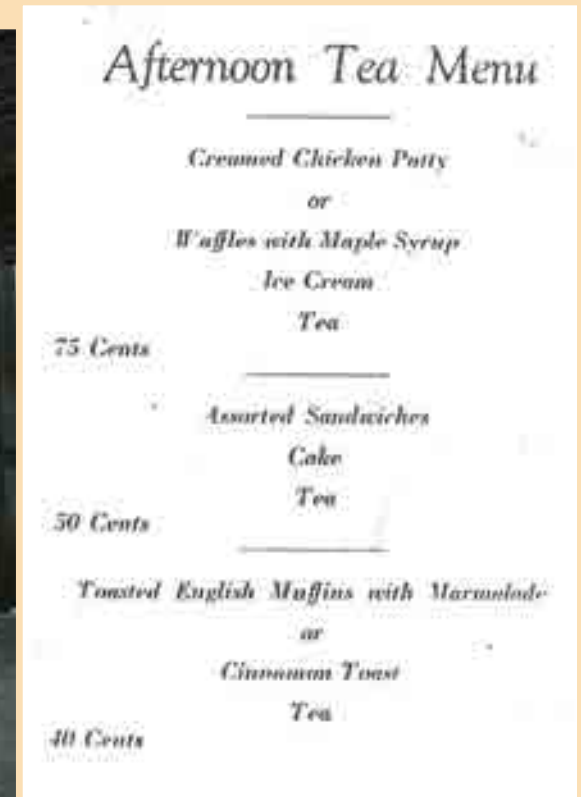 Afternoon Tea Menu
Creamed Chicken Patty
or
Waffles with Maple Syrup
Ice Cream
Tea
75 Cents
Assorted Sandwiches
Cake
Tea
50 Cents
Toasted English Muffins with Marmelade
or
Cinnamon Toast
Tea
40 Cents